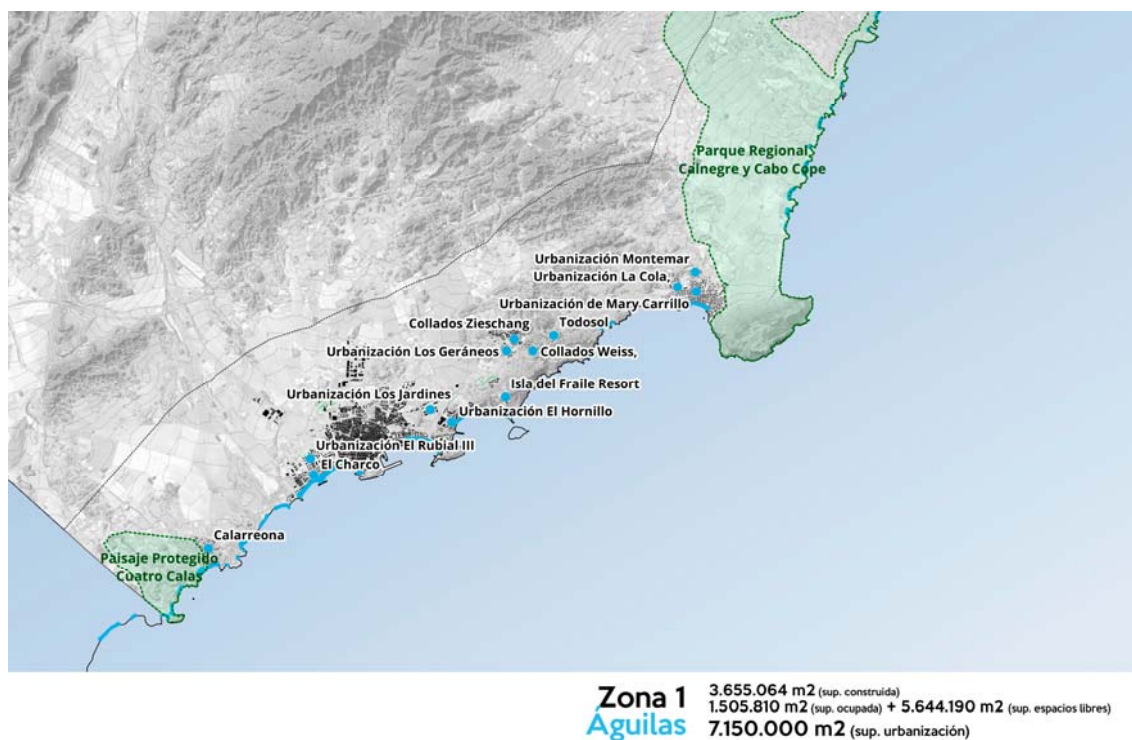 Parque Regional
Calnegre y Cabo Cope
Urbanización Montemar
Urbanización La Cola,
Urbanización de Mary Carrillo
Collados Zieschang
Todosol
Urbanización Los Geráneos
Collados Weiss,
Isla del Fraile Resort
Urbanización Los Jardines
Urbanización El Hornillo
Urbanización El Rubial III
El Charco
Calarreona
Paisaje Protegido
Cuatro Calas
Zona 1
Águilas
3.655.064 m2 (sup. construida)
1.505.810 m2 (sup. ocupada) + 5.644.190 m2 (sup. espacios libres)
7.150.000 m2 (sup. urbanización)